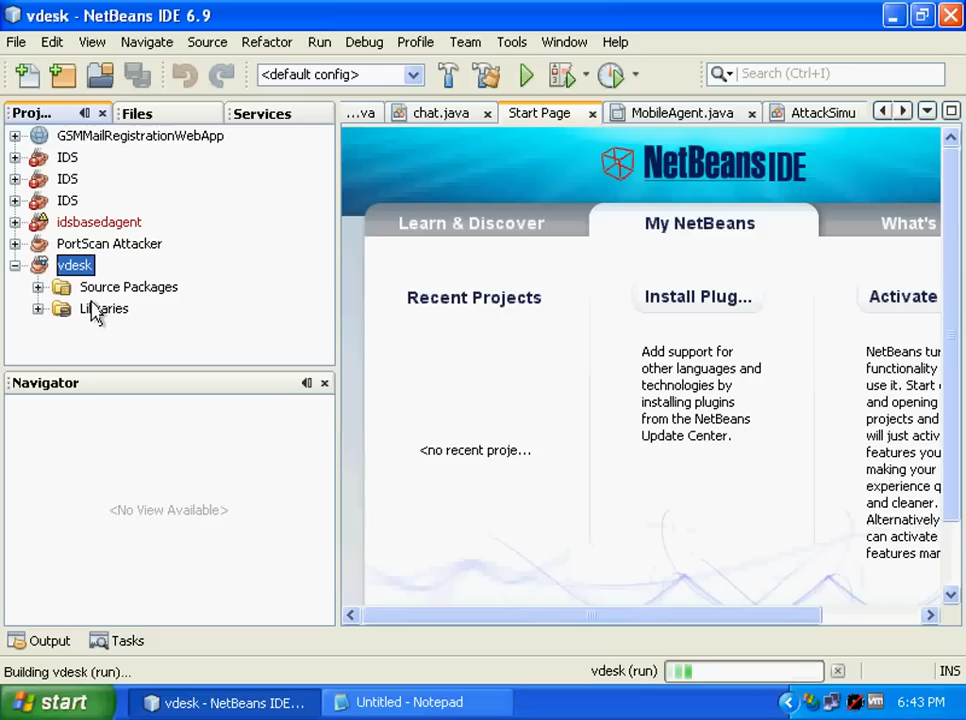 vdesk - NetBeans IDE 6.9
File Edit View Navigate Source Refactor Run Debug Profile Team Tools Window Help
<default config>
Search (Ctrl+I)
Proj... Files Services
...va chat.java Start Page MobileAgent.java AttackSimu
GSMMailRegistrationWebApp
IDS
IDS
IDS
idsbasedagent
PortScan Attacker
vdesk
Source Packages
Libraries
Navigator
<No View Available>
NetBeans IDE
Learn & Discover My NetBeans What's
Recent Projects
<no recent proje...
Install Plug...
Add support for
other languages and
technologies by
installing plugins
from the NetBeans
Update Center.
Activate
NetBeans tur
functionality
use it. Start
and opening
projects and
will just activ
features you
making your
experience q
and cleaner.
Alternatively
can activate
features mar
Output Tasks
Building vdesk (run)...
vdesk (run)
INS
start
vdesk - NetBeans IDE...
Untitled - Notepad
6:43 PM